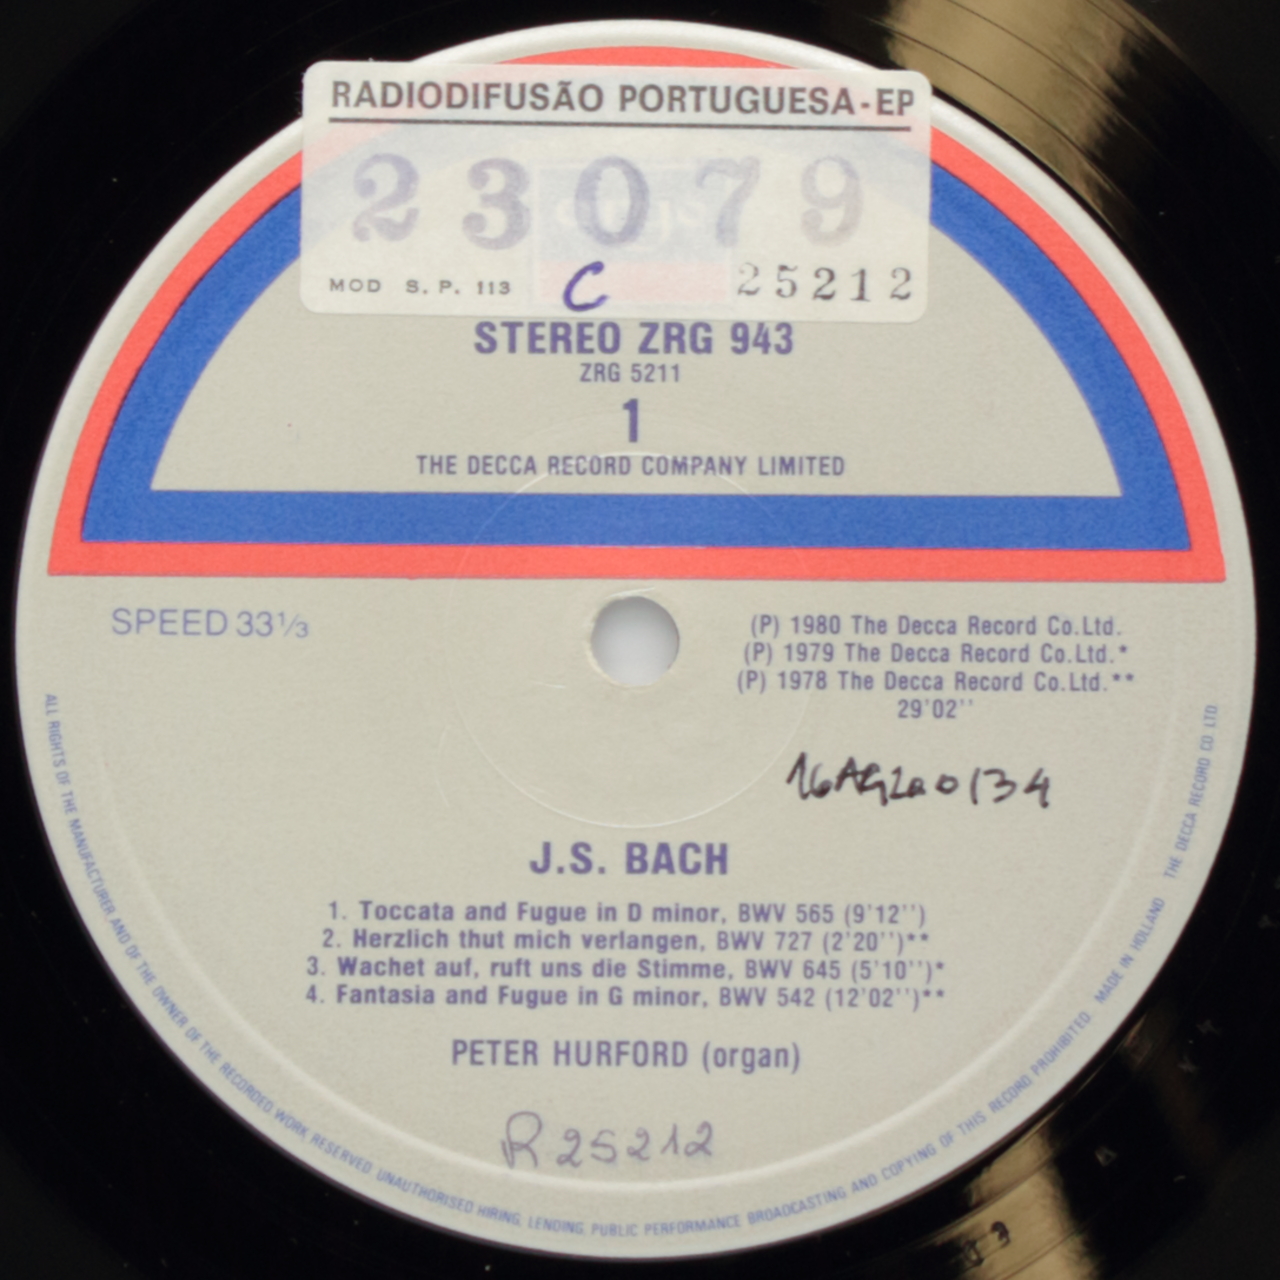 RADIODIFUSÃO PORTUGUESA-EP
23079
MOD S.P. 113 C 25212
STEREO ZRG 943
ZRG 5211
1
THE DECCA RECORD COMPANY LIMITED
SPEED 33⅓
(P) 1980 The Decca Record Co.Ltd.
(P) 1979 The Decca Record Co.Ltd.*
(P) 1978 The Decca Record Co.Ltd.**
29'02''
J.S. BACH
1. Toccata and Fugue in D minor, BWV 565 (9'12'')
2. Herzlich thut mich verlangen, BWV 727 (2'20'')**
3. Wachet auf, ruft uns die Stimme, BWV 645 (5'10'')*
4. Fantasia and Fugue in G minor, BWV 542 (12'02'')**
PETER HURFORD (organ)
R25212
ALL RIGHTS OF THE MANUFACTURER AND OF THE OWNER OF THE RECORDED WORK RESERVED. UNAUTHORISED HIRING, LENDING, PUBLIC PERFORMANCE BROADCASTING AND COPYING OF THIS RECORD PROHIBITED. MADE IN HOLLAND THE DECCA RECORD CO. LTD.